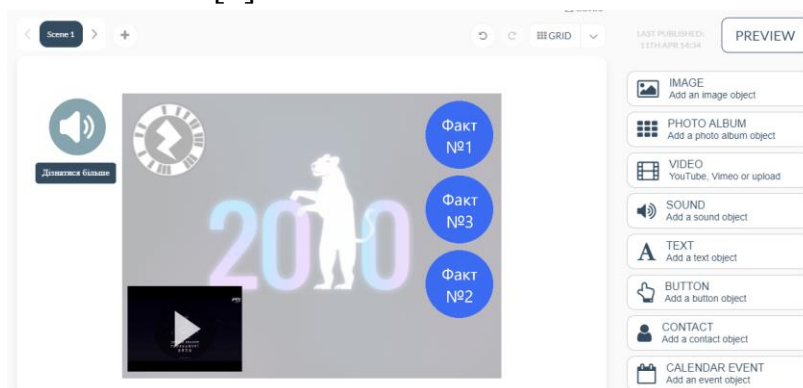 Scene 1
GRID
LAST PUBLISHED:
11TH APR 14:34
PREVIEW
Дізнатися більше
Факт
№1
Факт
№3
Факт
№2
20 0
IMAGE
Add an image object
PHOTO ALBUM
Add a photo album object
VIDEO
YouTube, Vimeo or upload
SOUND
Add a sound object
TEXT
Add a text object
BUTTON
Add a button object
CONTACT
Add a contact object
CALENDAR EVENT
Add an event object